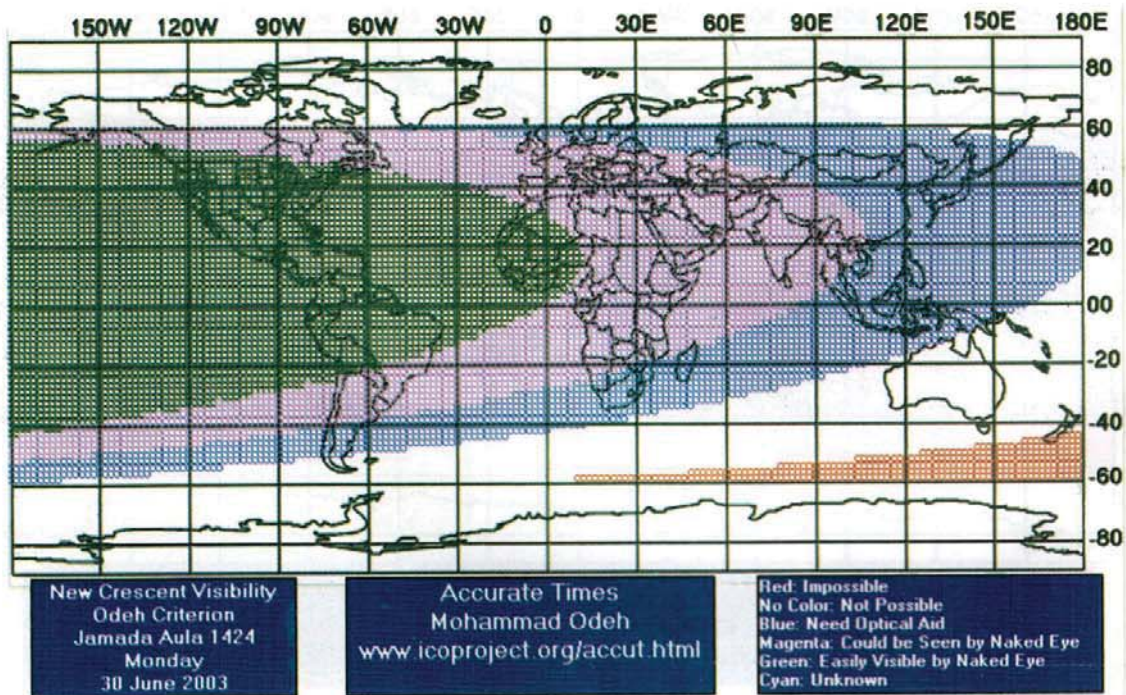 150W 120W 90W 60W 30W 0 30E 60E 90E 120E 150E 180E
80
60
40
20
00
-20
-40
-60
-80
New Crescent Visibility
Odeh Criterion
Jamada Aula 1424
Monday
30 June 2003
Accurate Times
Mohammad Odeh
www.icoproject.org/accut.html
Red: Impossible
No Color: Not Possible
Blue: Need Optical Aid
Magenta: Could be Seen by Naked Eye
Green: Easily Visible by Naked Eye
Cyan: Unknown